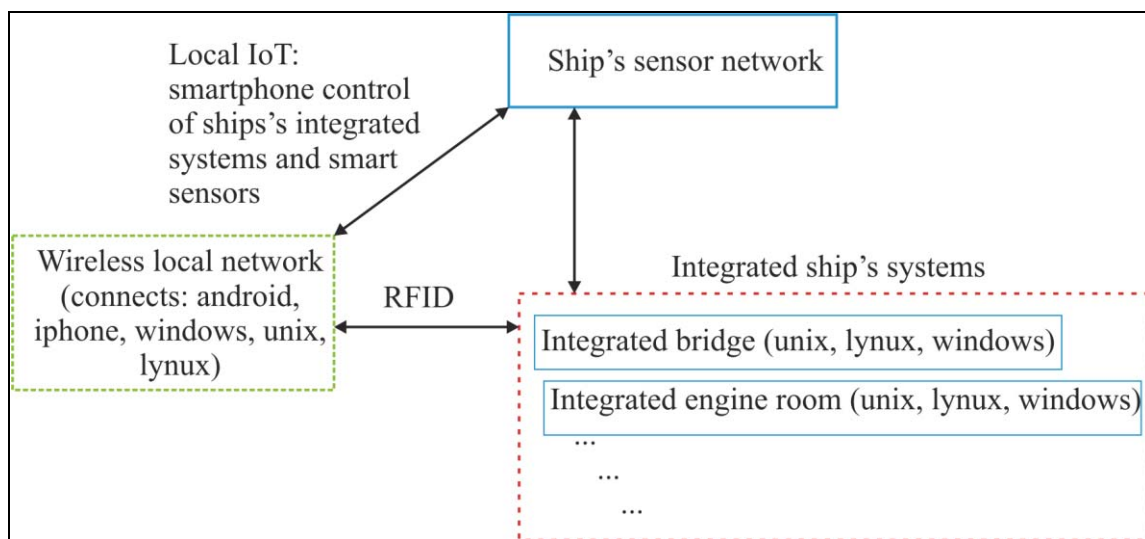 Local IoT:
smartphone control
of ships's integrated
systems and smart
sensors
Ship's sensor network
Wireless local network
(connects: android,
iphone, windows, unix,
lynux)
RFID
Integrated ship's systems
Integrated bridge (unix, lynux, windows)
Integrated engine room (unix, lynux, windows)
...
...
...